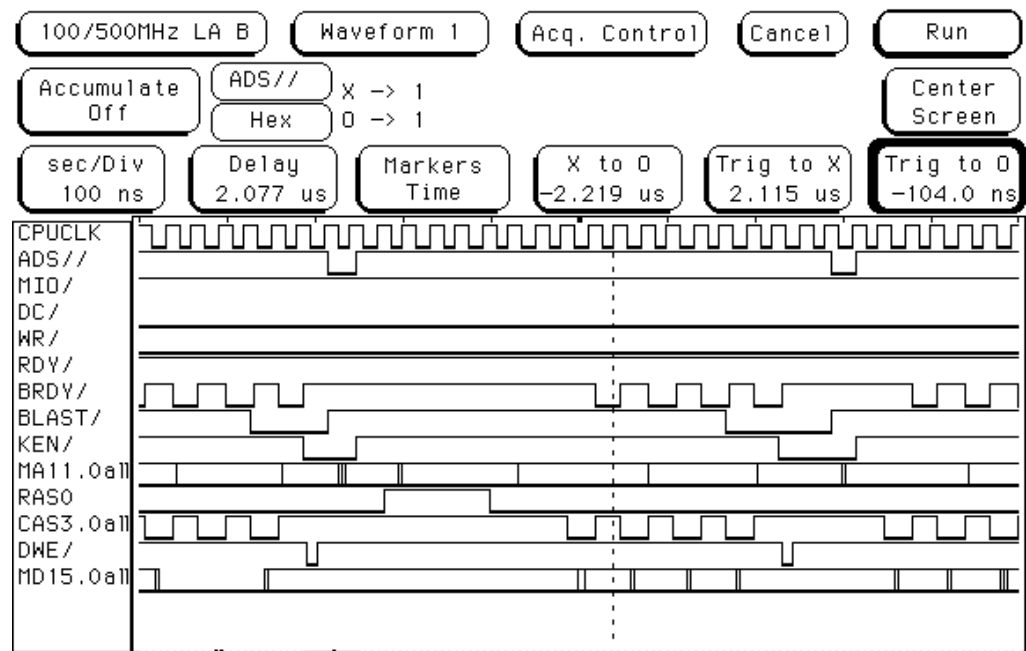 100/500MHz LA B Waveform 1 Acq. Control Cancel Run
Accumulate Off ADS// X -> 1 Center Screen
Hex O -> 1
sec/Div Delay Markers X to O Trig to X Trig to O
100 ns 2.077 us Time -2.219 us 2.115 us -104.0 ns
CPUCLK
ADS//
MIO/
DC/
WR/
RDY/
BRDY/
BLAST/
KEN/
MA11.0all
RAS0
CAS3.0all
DWE/
MD15.0all